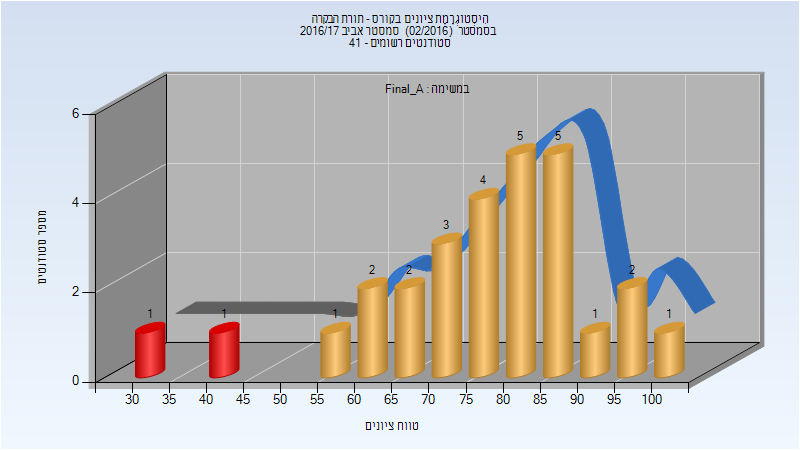 היסטוגרמת ציונים בקורס - תורת הבקרה
בסמסטר (02/2016) סמסטר אביב 2016/17
סטודנטים רשומים - 41
במשימה : Final_A
מספר סטודנטים
6
4
2
0
1
1
1
2
2
3
4
5
5
1
2
1
30 35 40 45 50 55 60 65 70 75 80 85 90 95 100
טווח ציונים